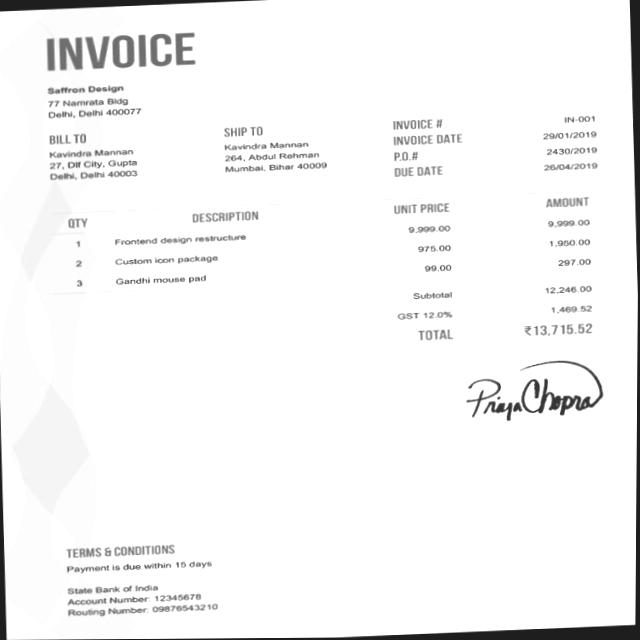 INVOICE
Saffron Design
77 Namrata Bldg
Delhi, Delhi 400077
BILL TO
Kavindra Mannan
27, Dlf City, Gupta
Delhi, Delhi 40003
SHIP TO
Kavindra Mannan
264, Abdul Rehman
Mumbai, Bihar 40009
INVOICE # IN-001
INVOICE DATE 29/01/2019
P.O.# 2430/2019
DUE DATE 26/04/2019
QTY DESCRIPTION UNIT PRICE AMOUNT
1 Frontend design restructure 9,999.00 9,999.00
2 Custom icon package 975.00 1,950.00
3 Gandhi mouse pad 99.00 297.00
Subtotal 12,246.00
GST 12.0% 1,469.52
TOTAL ₹13,715.52
Priya Chopra
TERMS & CONDITIONS
Payment is due within 15 days
State Bank of India
Account Number: 12345678
Routing Number: 09876543210